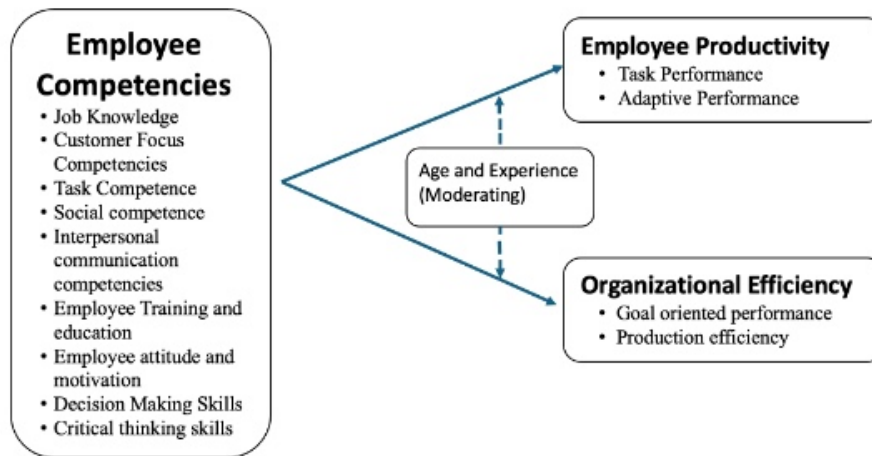 Employee
Competencies
• Job Knowledge
• Customer Focus
Competencies
• Task Competence
• Social competence
• Interpersonal
communication
competencies
• Employee Training and
education
• Employee attitude and
motivation
• Decision Making Skills
• Critical thinking skills
Age and Experience
(Moderating)
Employee Productivity
• Task Performance
• Adaptive Performance
Organizational Efficiency
• Goal oriented performance
• Production efficiency